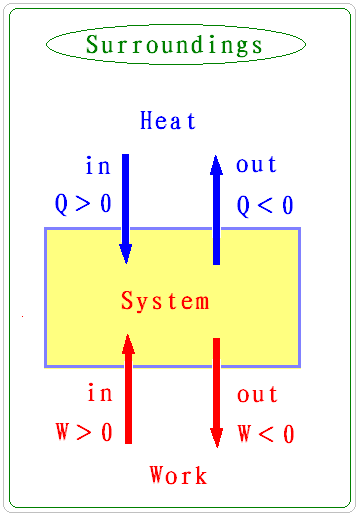 Surroundings
Heat
in
out
Q > 0
Q < 0
System
in
out
W > 0
W < 0
Work